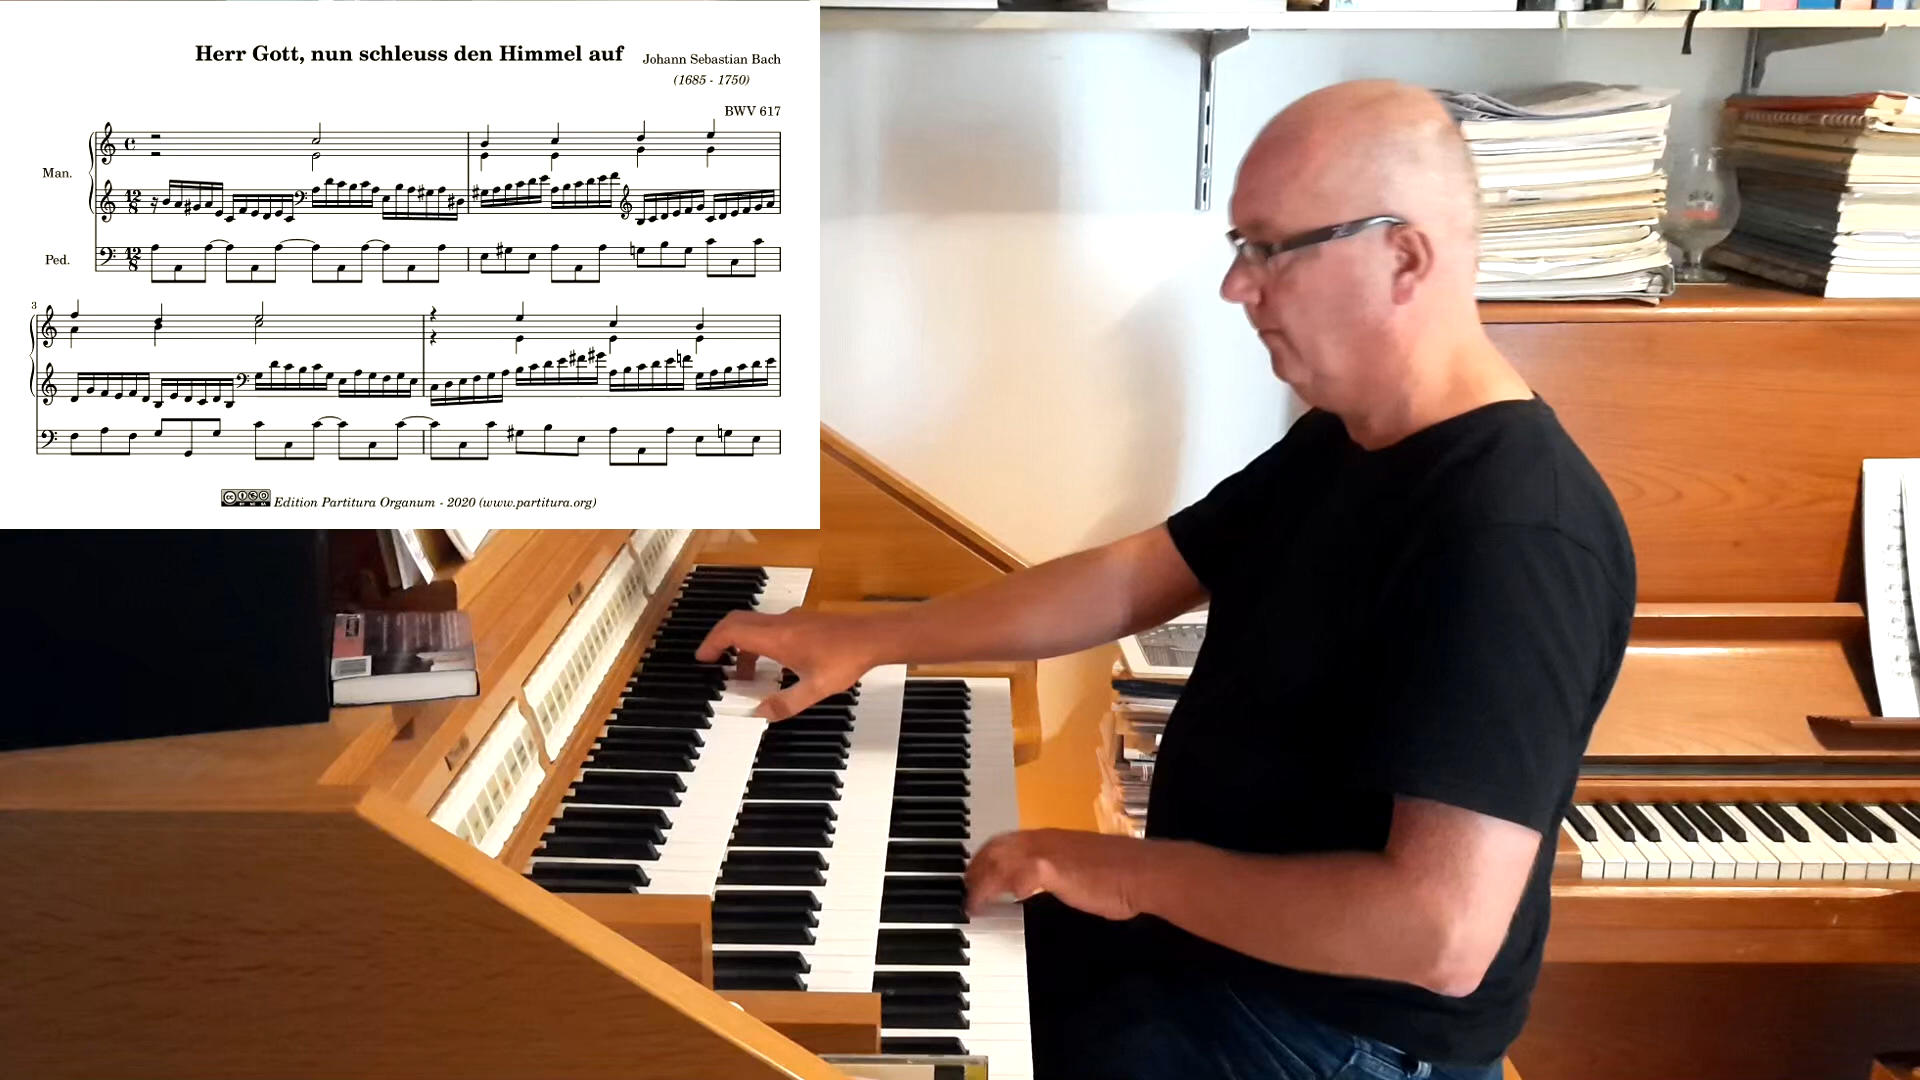 Herr Gott, nun schleuss den Himmel auf
Johann Sebastian Bach
(1685 - 1750)
BWV 617
Man.
Ped.
3
Edition Partitura Organum - 2020 (www.partitura.org)